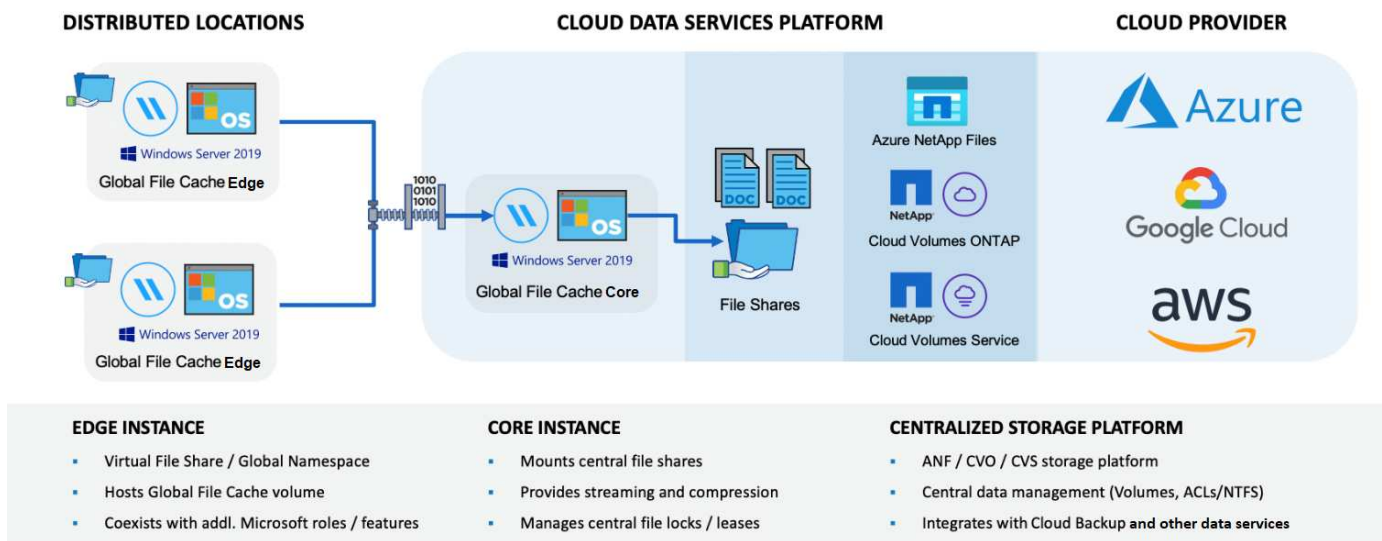 DISTRIBUTED LOCATIONS
CLOUD DATA SERVICES PLATFORM
CLOUD PROVIDER
OS
Windows Server 2019
Global File Cache Edge
OS
Windows Server 2019
Global File Cache Edge
1010
0101
1010
OS
Windows Server 2019
Global File Cache Core
DOC
DOC
File Shares
Azure NetApp Files
NetApp
Cloud Volumes ONTAP
NetApp
Cloud Volumes Service
Azure
Google Cloud
aws
EDGE INSTANCE
▪ Virtual File Share / Global Namespace
▪ Hosts Global File Cache volume
▪ Coexists with addl. Microsoft roles / features
CORE INSTANCE
▪ Mounts central file shares
▪ Provides streaming and compression
▪ Manages central file locks / leases
CENTRALIZED STORAGE PLATFORM
▪ ANF / CVO / CVS storage platform
▪ Central data management (Volumes, ACLs/NTFS)
▪ Integrates with Cloud Backup and other data services